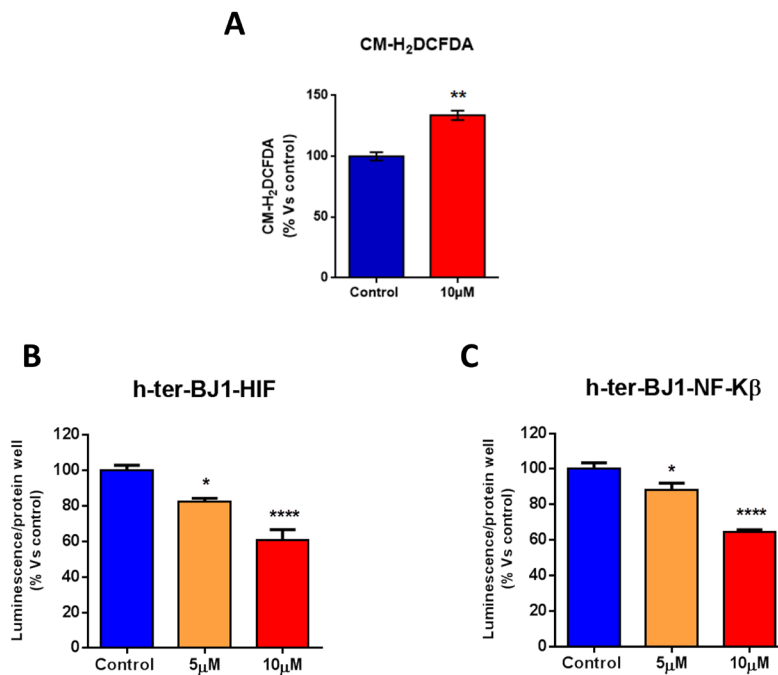 A
CM-H₂DCFDA
CM-H₂DCFDA
(% Vs control)
150
100
50
0
**
Control 10µM
B
h-ter-BJ1-HIF
Luminescence/protein well
(% Vs control)
120
100
80
60
40
20
0
*
****
Control 5µM 10µM
C
h-ter-BJ1-NF-Kβ
Luminescence/protein well
(% Vs control)
120
100
80
60
40
20
0
*
****
Control 5µM 10µM